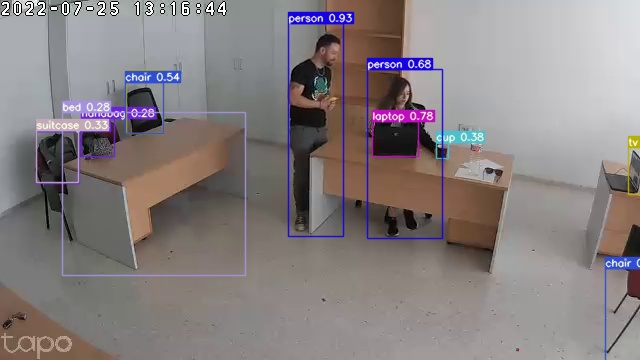 2022-07-25 13:16:44
person 0.93
person 0.68
chair 0.54
bed 0.28
handbag 0.28
suitcase 0.33
laptop 0.78
cup 0.38
tv
chair 0
tapo